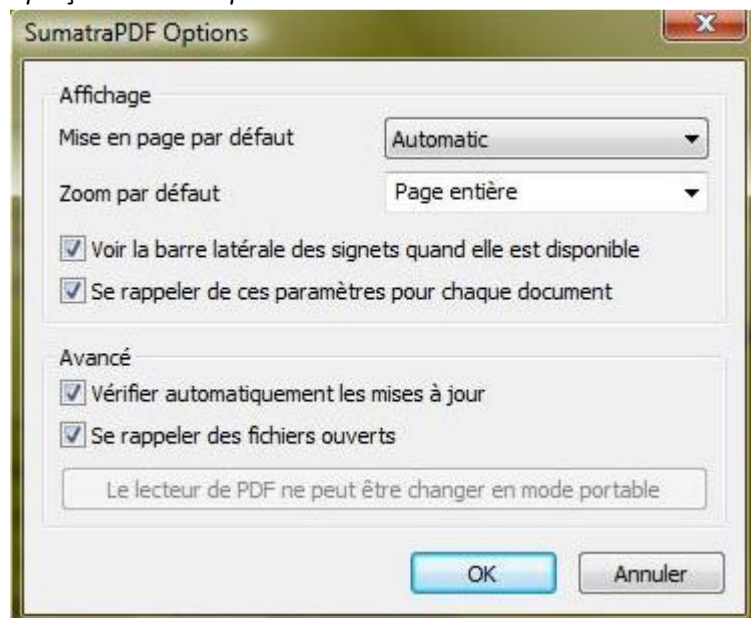 SumatraPDF Options
Affichage
Mise en page par défaut Automatic
Zoom par défaut Page entière
Voir la barre latérale des signets quand elle est disponible
Se rappeler de ces paramètres pour chaque document
Avancé
Vérifier automatiquement les mises à jour
Se rappeler des fichiers ouverts
Le lecteur de PDF ne peut être changer en mode portable
OK Annuler